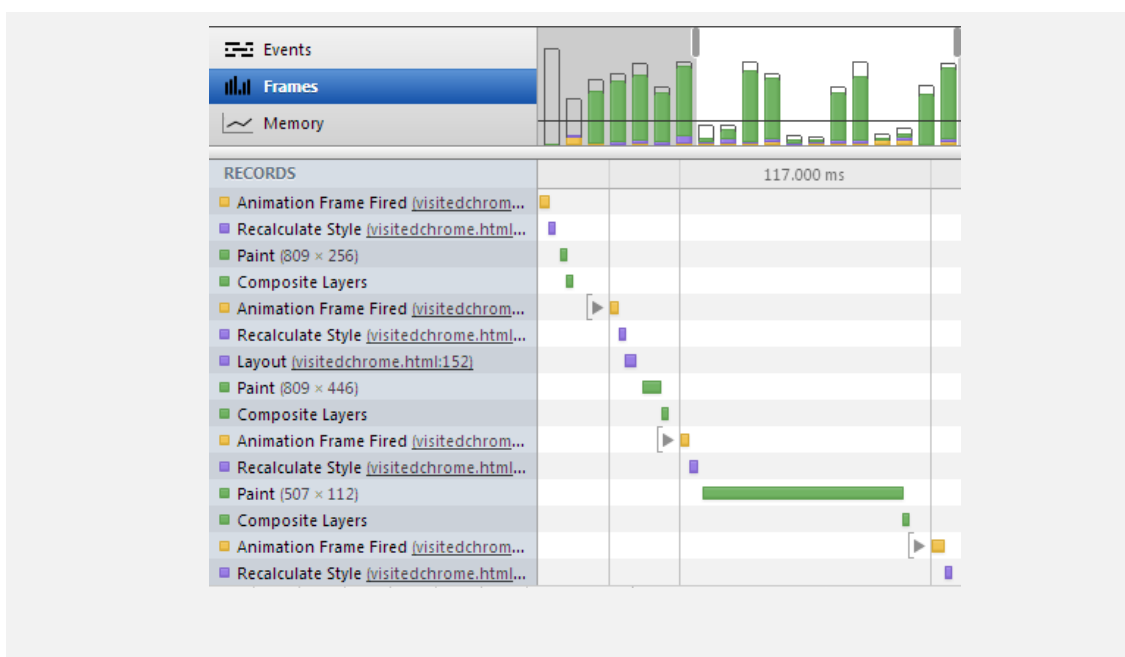 Events
Frames
Memory
RECORDS
117.000 ms
Animation Frame Fired (visitedchrom...
Recalculate Style (visitedchrome.html...
Paint (809 × 256)
Composite Layers
Animation Frame Fired (visitedchrom...
Recalculate Style (visitedchrome.html...
Layout (visitedchrome.html:152)
Paint (809 × 446)
Composite Layers
Animation Frame Fired (visitedchrom...
Recalculate Style (visitedchrome.html...
Paint (507 × 112)
Composite Layers
Animation Frame Fired (visitedchrom...
Recalculate Style (visitedchrome.html...